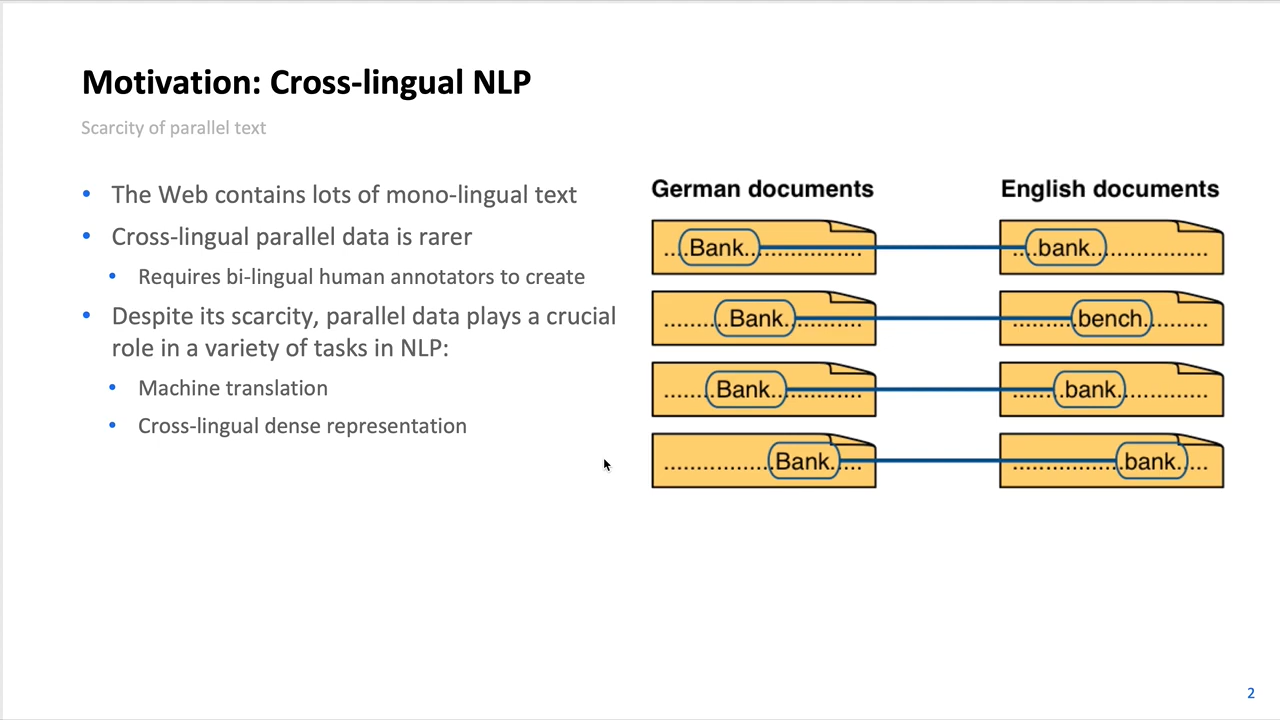 Motivation: Cross-lingual NLP
Scarcity of parallel text
• The Web contains lots of mono-lingual text
• Cross-lingual parallel data is rarer
• Requires bi-lingual human annotators to create
• Despite its scarcity, parallel data plays a crucial
role in a variety of tasks in NLP:
• Machine translation
• Cross-lingual dense representation
German documents
English documents
...Bank..................
....bank..................
.........Bank............
.........bench..........
.......Bank..............
.......bank..............
................Bank.....
................bank.....
2